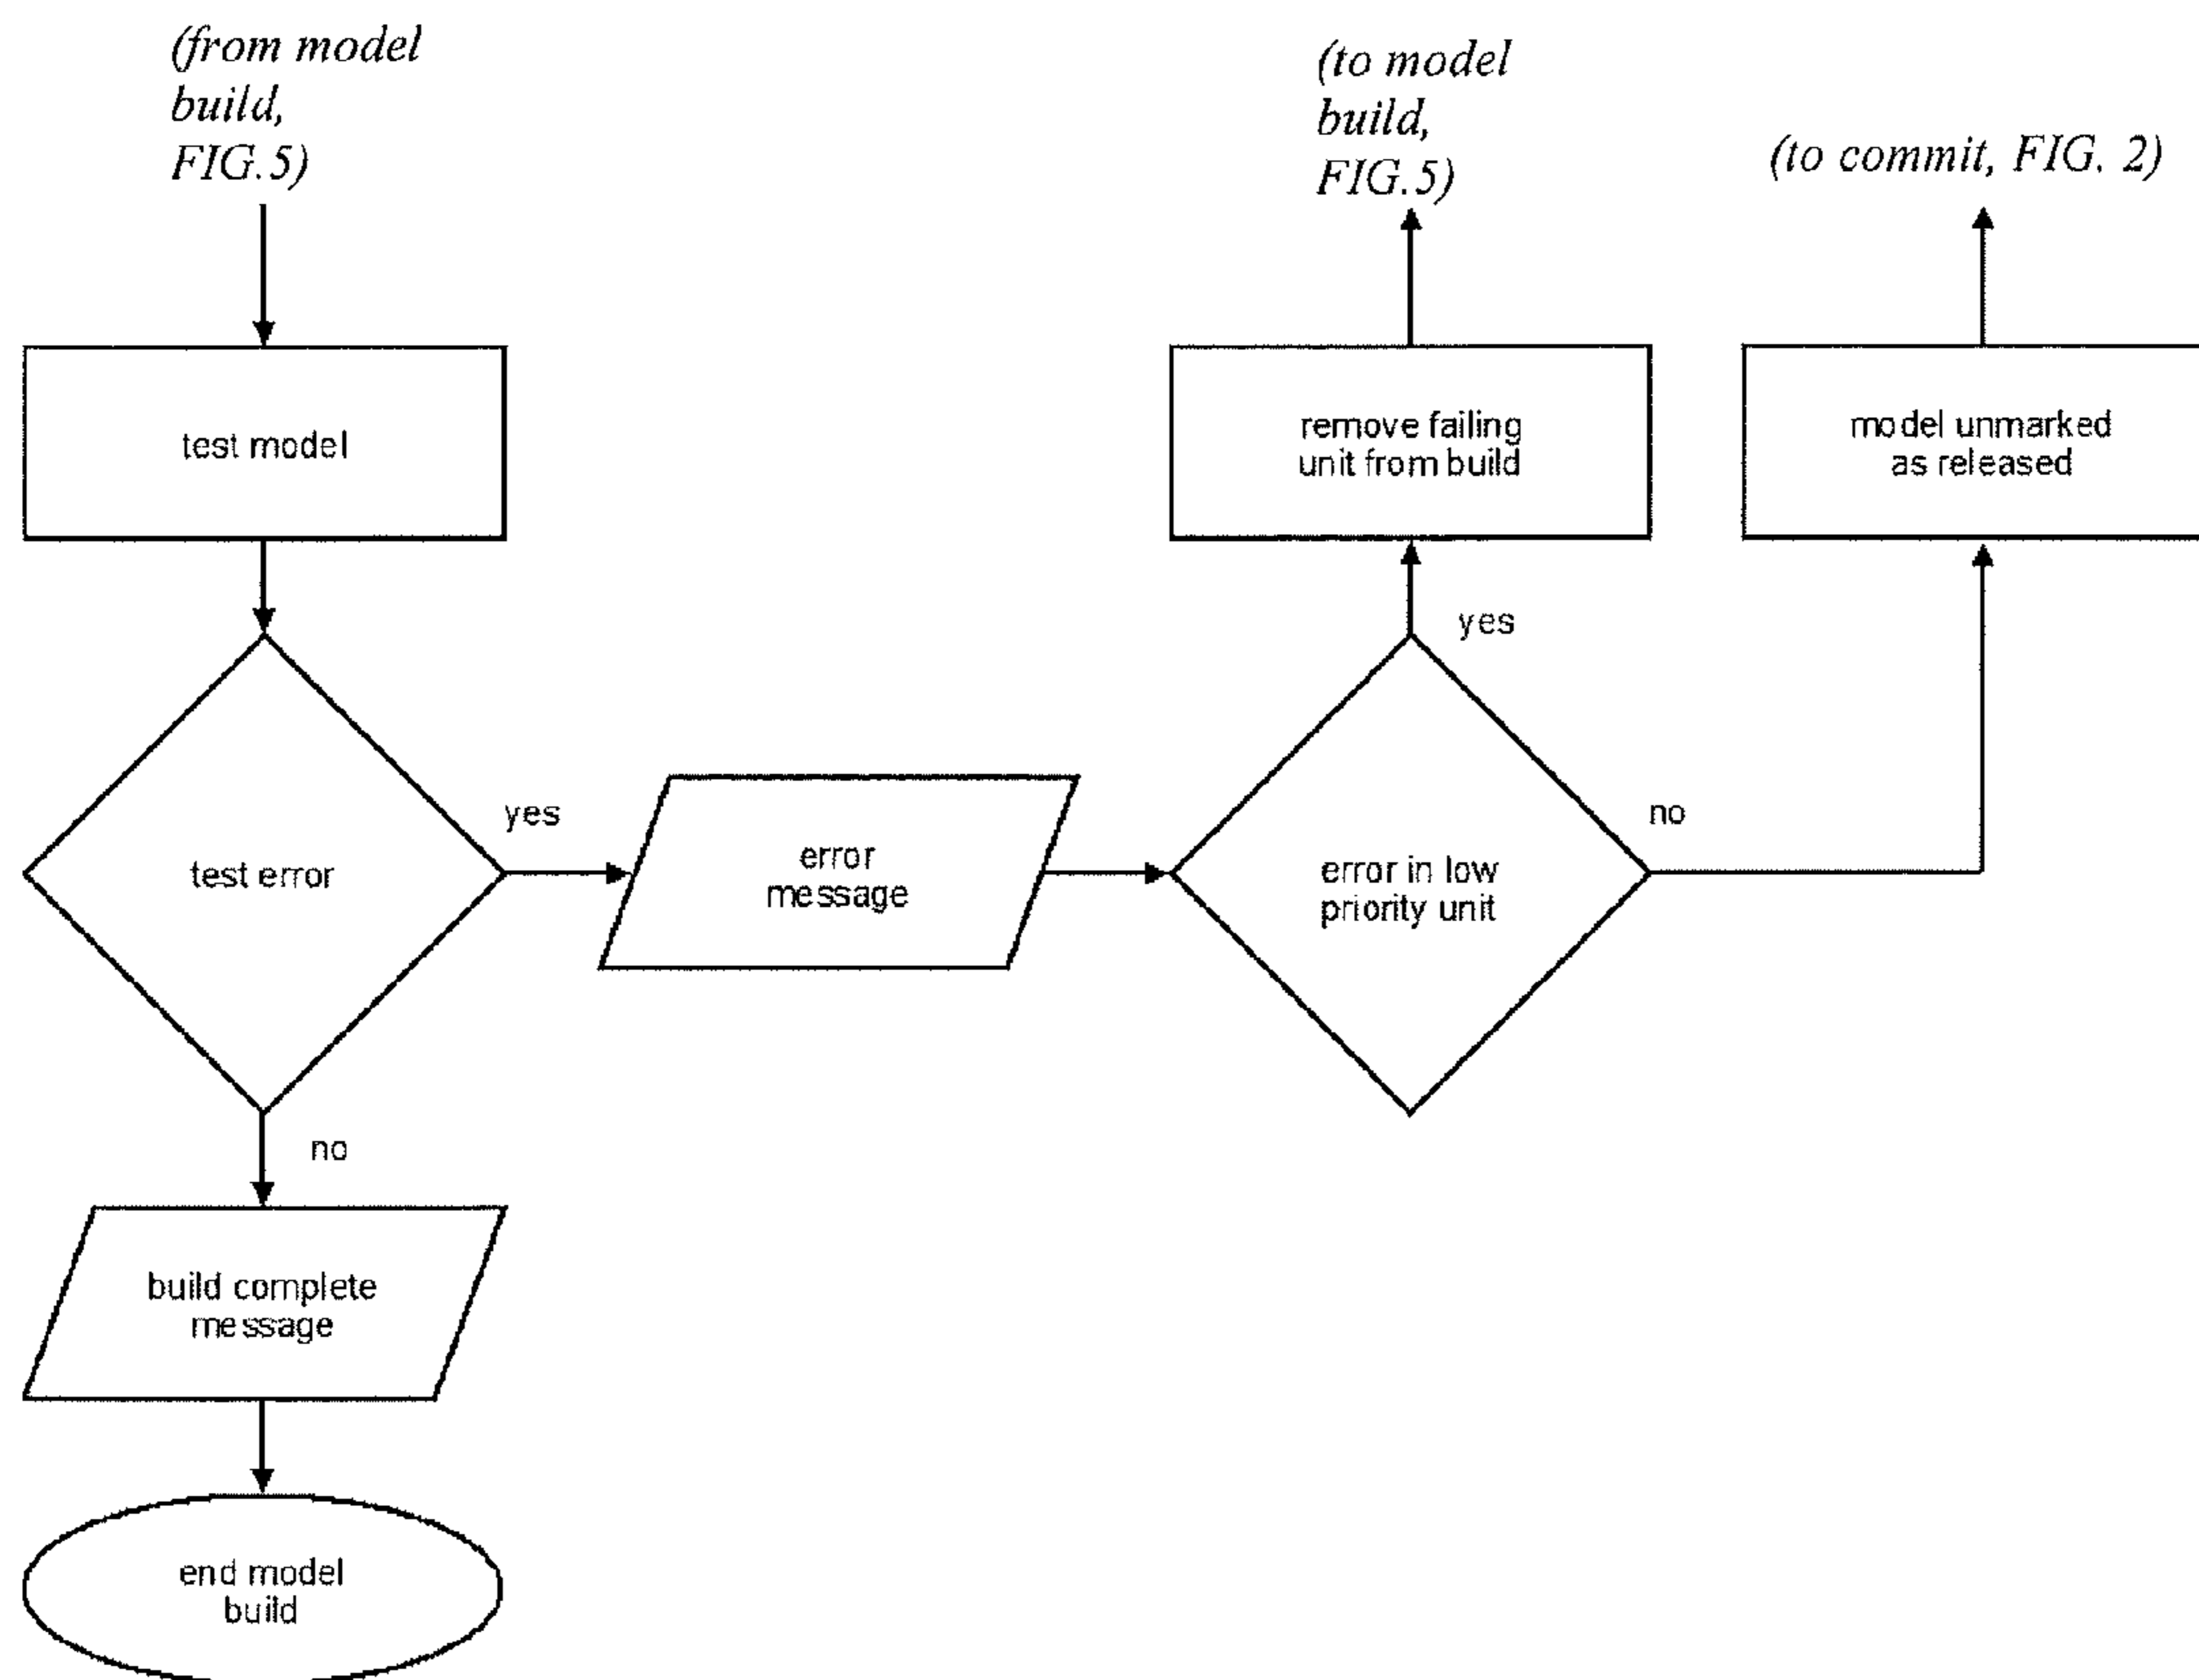 (from model
build,
FIG.5)
(to model
build,
FIG.5)
(to commit, FIG. 2)
test model
remove failing
unit from build
model unmarked
as released
yes
test error
yes
error
message
error in low
priority unit
no
no
build complete
message
end model
build